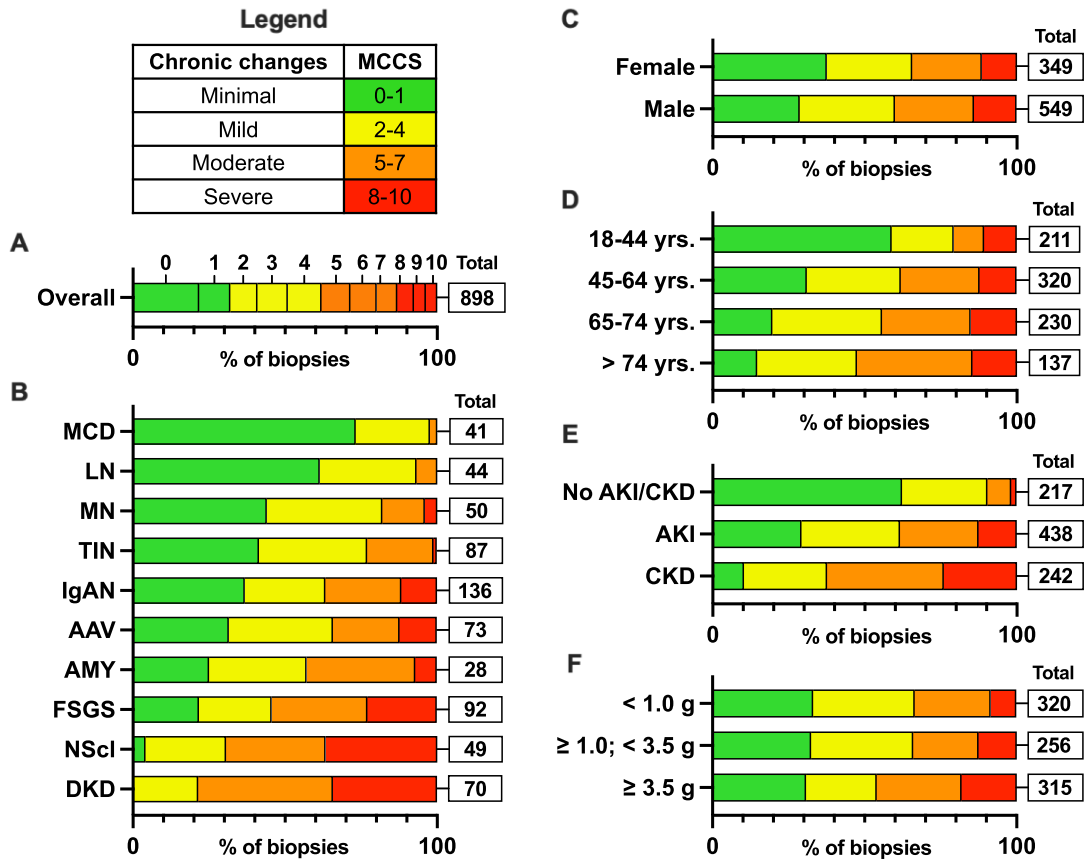 Legend
Chronic changes MCCS
Minimal 0-1
Mild 2-4
Moderate 5-7
Severe 8-10
A
0 1 2 3 4 5 6 7 8 9 10 Total
Overall 898
0 100
% of biopsies
B
Total
MCD 41
LN 44
MN 50
TIN 87
IgAN 136
AAV 73
AMY 28
FSGS 92
NScl 49
DKD 70
0 100
% of biopsies
C
Total
Female 349
Male 549
0 100
% of biopsies
D
Total
18-44 yrs. 211
45-64 yrs. 320
65-74 yrs. 230
> 74 yrs. 137
0 100
% of biopsies
E
Total
No AKI/CKD 217
AKI 438
CKD 242
0 100
% of biopsies
F
Total
< 1.0 g 320
≥ 1.0; < 3.5 g 256
≥ 3.5 g 315
0 100
% of biopsies